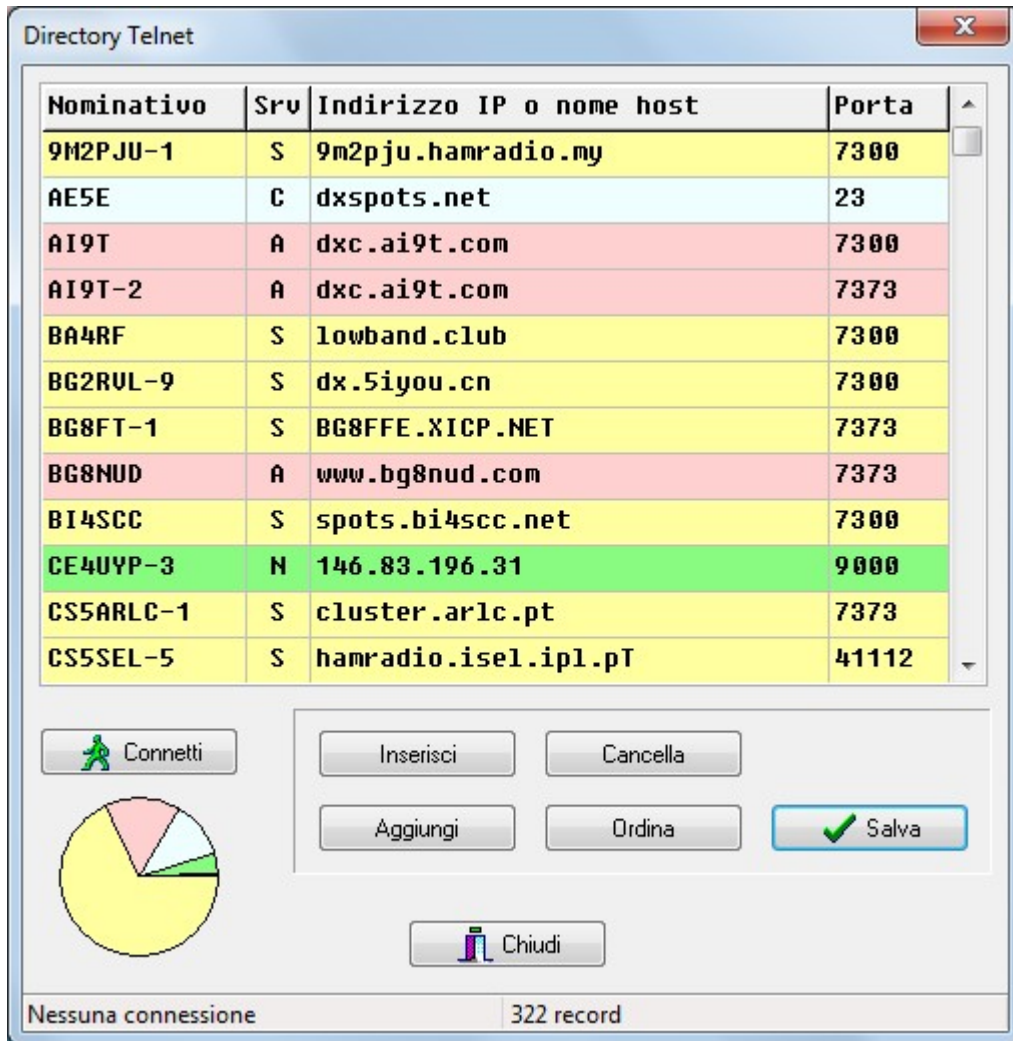 Directory Telnet
Nominativo Srv Indirizzo IP o nome host Porta
9M2PJU-1 S 9m2pju.hamradio.my 7300
AE5E C dxspots.net 23
AI9T A dxc.ai9t.com 7300
AI9T-2 A dxc.ai9t.com 7373
BA4RF S lowband.club 7300
BG2RVL-9 S dx.5iyou.cn 7300
BG8FT-1 S BG8FFE.XICP.NET 7373
BG8NUD A www.bg8nud.com 7373
BI4SCC S spots.bi4scc.net 7300
CE4UYP-3 N 146.83.196.31 9000
CS5ARLC-1 S cluster.arlc.pt 7373
CS5SEL-5 S hamradio.isel.ipl.pT 41112
Connetti Inserisci Cancella
Aggiungi Ordina Salva
Chiudi
Nessuna connessione 322 record